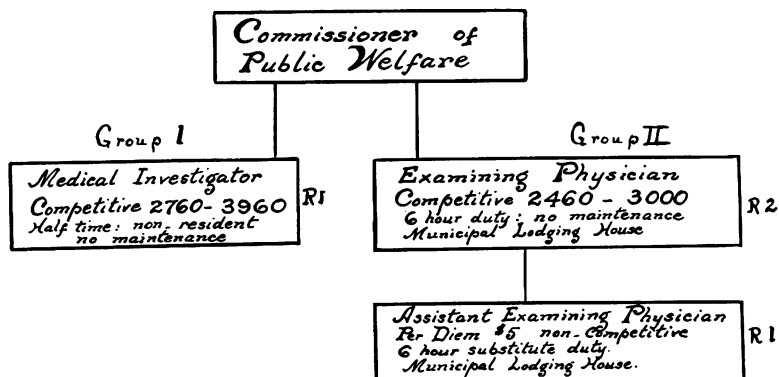 Commissioner of
Public Welfare
Group I
Medical Investigator
Competitive 2760-3960
Half time: non-resident
no maintenance
R1
Group II
Examining Physician
Competitive 2460 - 3000
6 hour duty: no maintenance
Municipal Lodging House
R2
Assistant Examining Physician
Per Diem $5 non-Competitive
6 hour substitute duty.
Municipal Lodging House.
R1